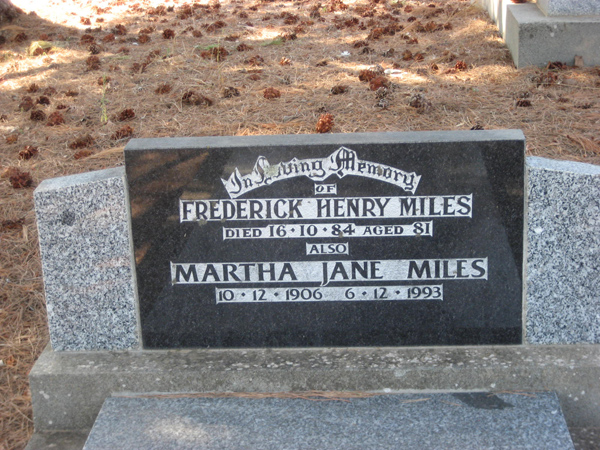 In Loving Memory
OF
FREDERICK HENRY MILES
DIED 16·10·84 AGED 81
ALSO
MARTHA JANE MILES
10·12·1906 6·12·1993